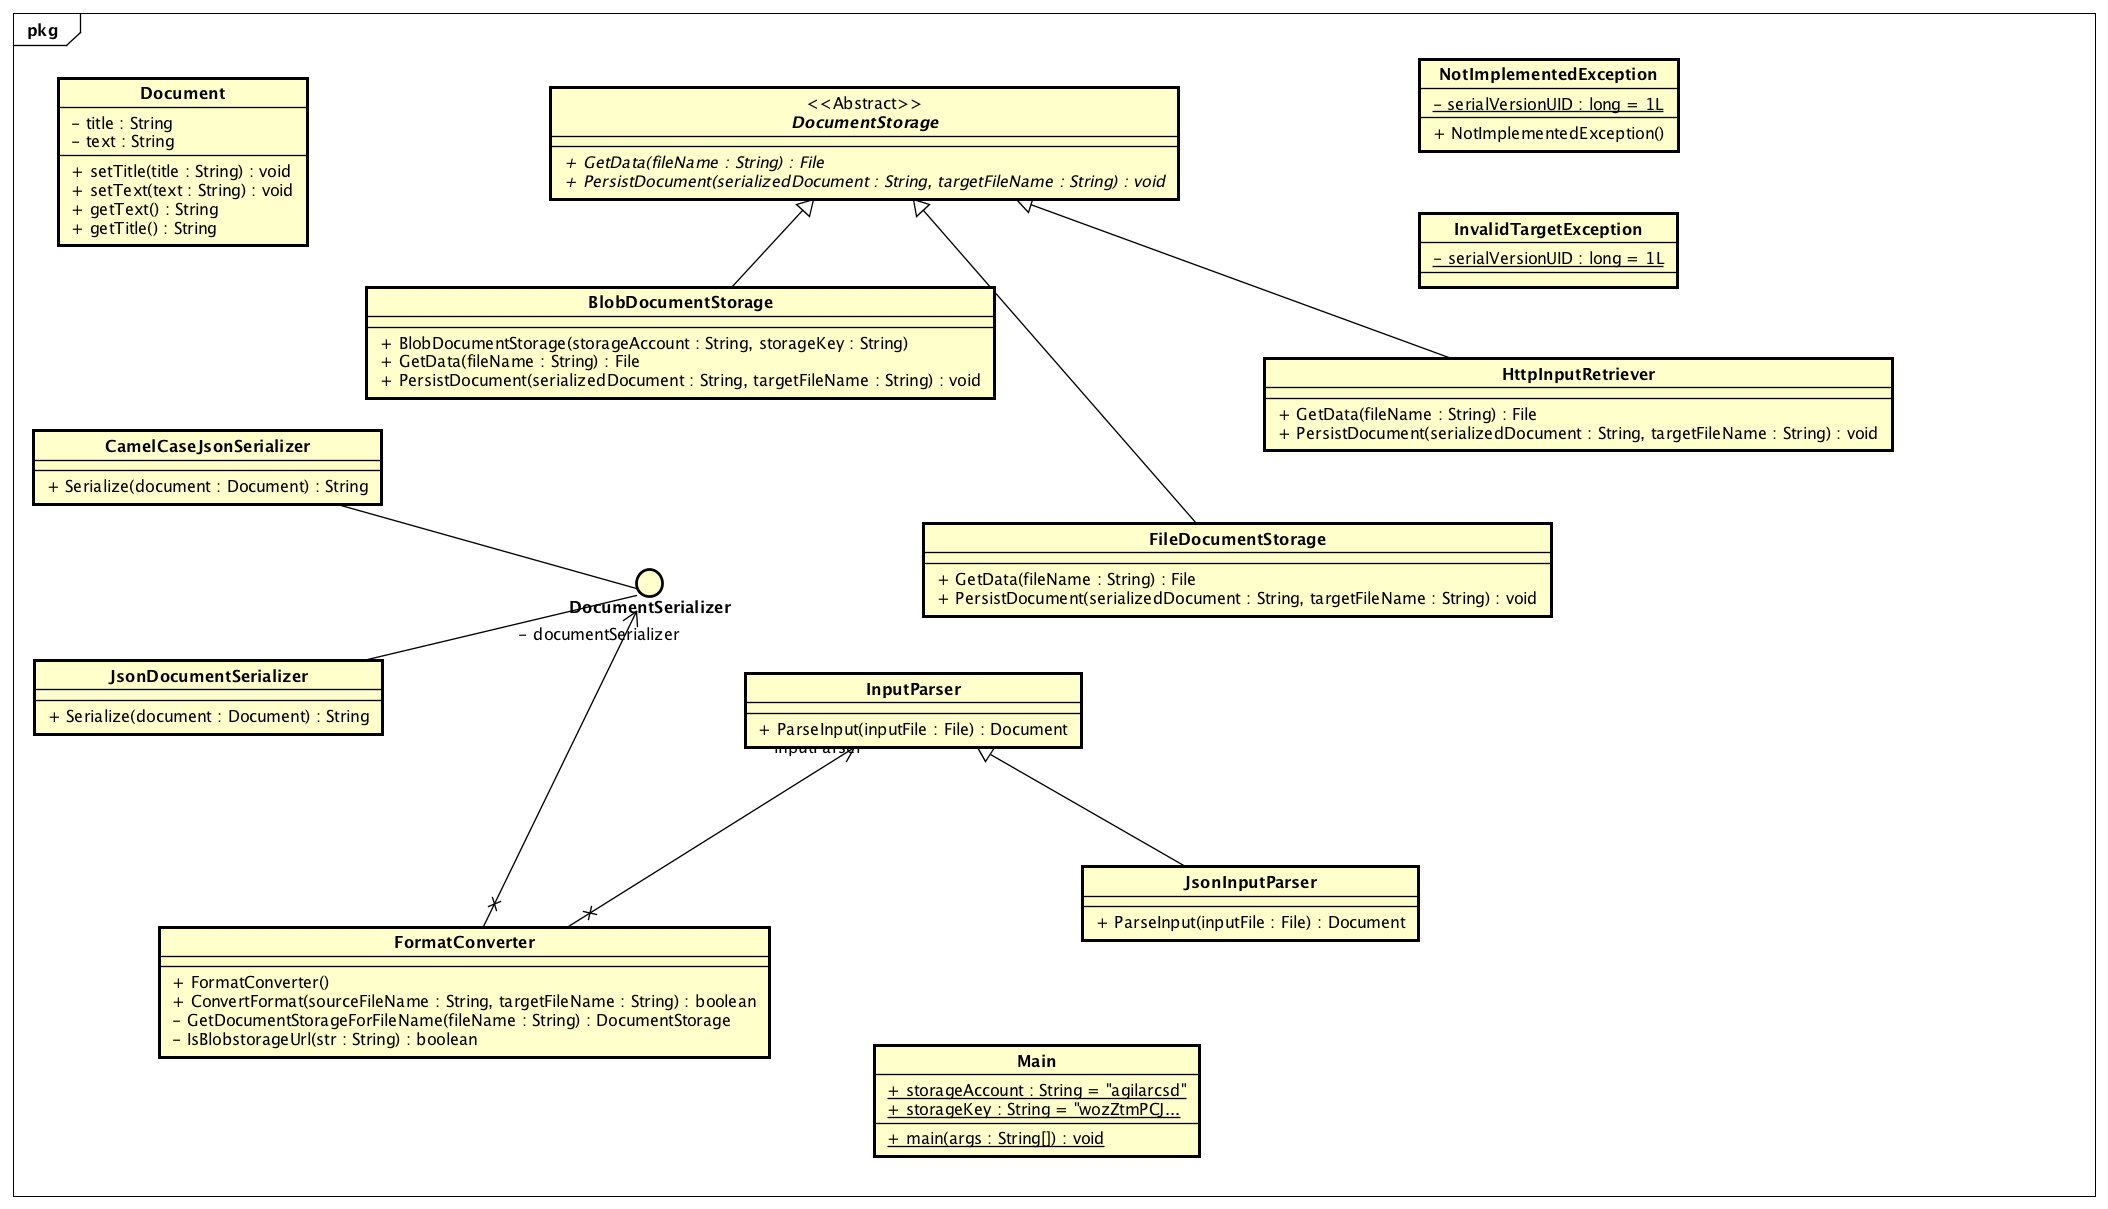 pkg
Document
- title : String
- text : String
+ setTitle(title : String) : void
+ setText(text : String) : void
+ getText() : String
+ getTitle() : String
<<Abstract>>
DocumentStorage
+ GetData(fileName : String) : File
+ PersistDocument(serializedDocument : String, targetFileName : String) : void
NotImplementedException
- serialVersionUID : long = 1L
+ NotImplementedException()
InvalidTargetException
- serialVersionUID : long = 1L
BlobDocumentStorage
+ BlobDocumentStorage(storageAccount : String, storageKey : String)
+ GetData(fileName : String) : File
+ PersistDocument(serializedDocument : String, targetFileName : String) : void
HttpInputRetriever
+ GetData(fileName : String) : File
+ PersistDocument(serializedDocument : String, targetFileName : String) : void
CamelCaseJsonSerializer
+ Serialize(document : Document) : String
FileDocumentStorage
+ GetData(fileName : String) : File
+ PersistDocument(serializedDocument : String, targetFileName : String) : void
DocumentSerializer
- documentSerializer
JsonDocumentSerializer
+ Serialize(document : Document) : String
InputParser
+ ParseInput(inputFile : File) : Document
inputParser
JsonInputParser
+ ParseInput(inputFile : File) : Document
FormatConverter
+ FormatConverter()
+ ConvertFormat(sourceFileName : String, targetFileName : String) : boolean
- GetDocumentStorageForFileName(fileName : String) : DocumentStorage
- IsBlobstorageUrl(str : String) : boolean
Main
+ storageAccount : String = "agilarcsd"
+ storageKey : String = "wozZtmPCJ...
+ main(args : String[]) : void